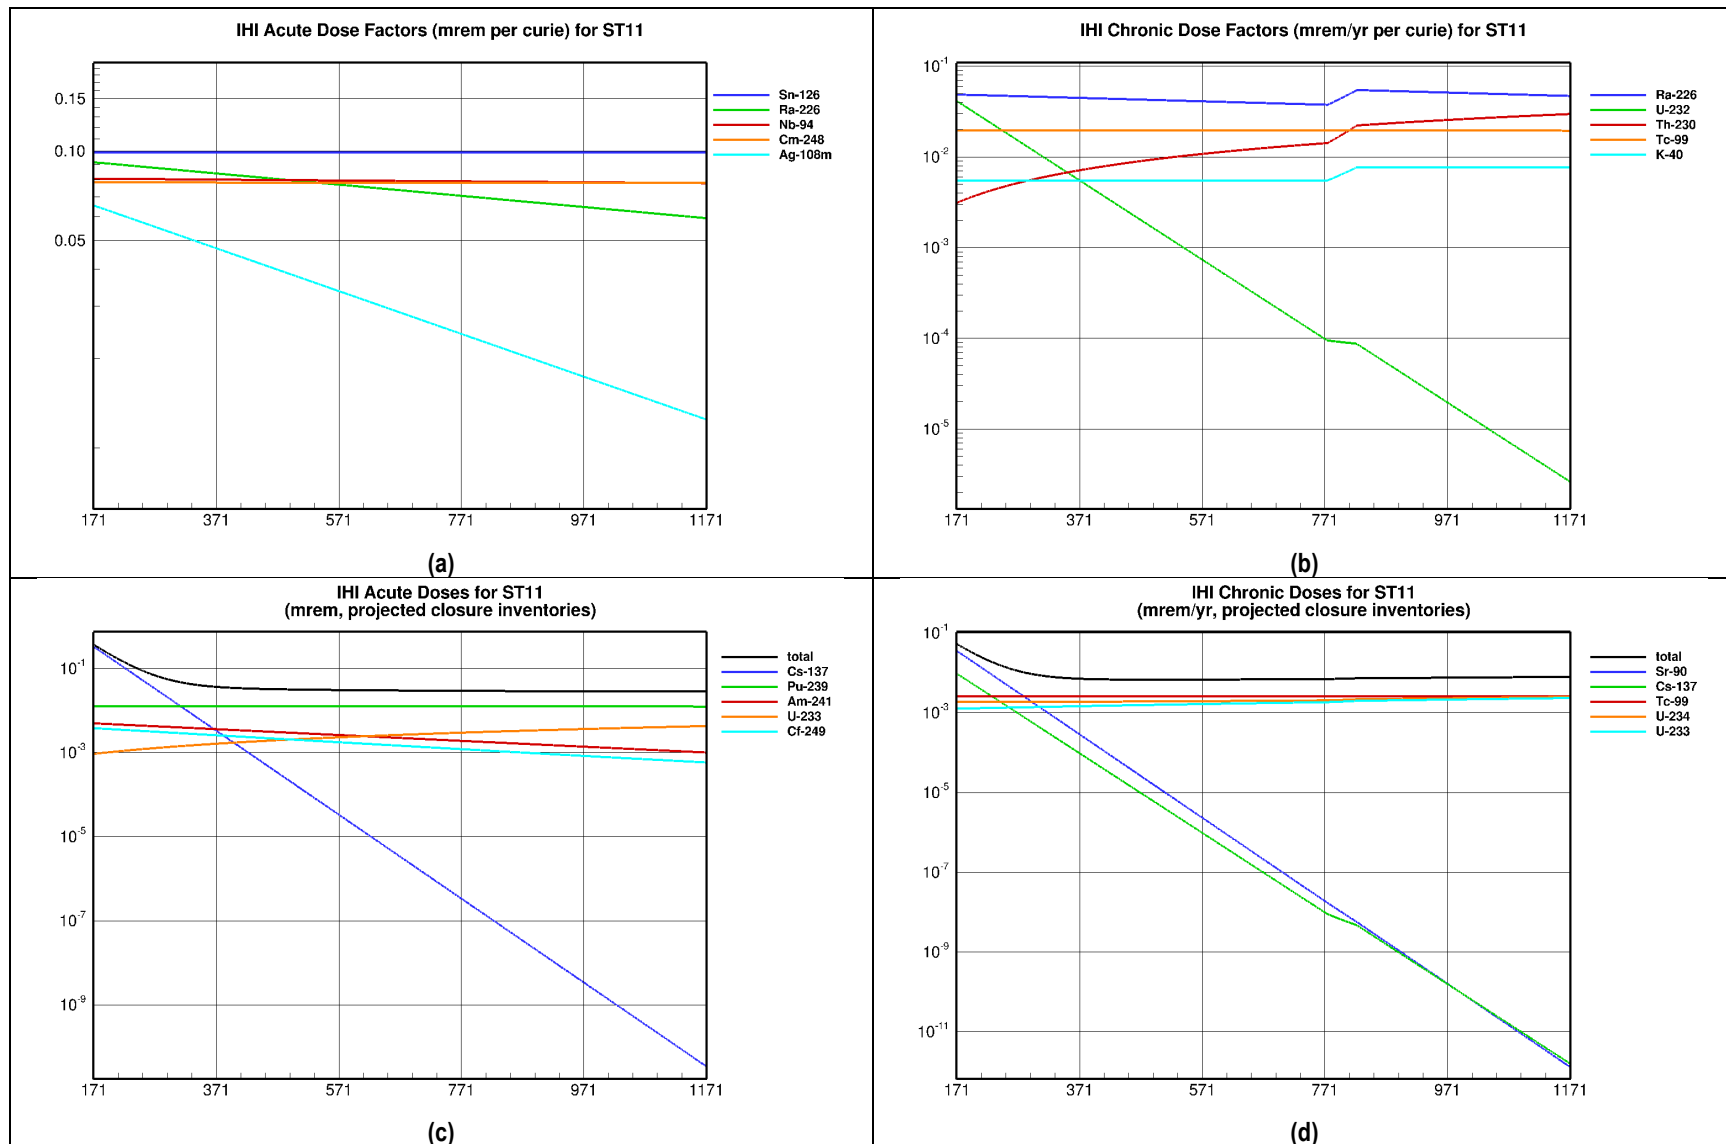 IHI Acute Dose Factors (mrem per curie) for ST11
0.15
0.10
0.05
171 371 571 771 971 1171
Sn-126
Ra-226
Nb-94
Cm-248
Ag-108m
(a)
IHI Chronic Dose Factors (mrem/yr per curie) for ST11
10-1
10-2
10-3
10-4
10-5
171 371 571 771 971 1171
Ra-226
U-232
Th-230
Tc-99
K-40
(b)
IHI Acute Doses for ST11
(mrem, projected closure inventories)
10-1
10-3
10-5
10-7
10-9
171 371 571 771 971 1171
total
Cs-137
Pu-239
Am-241
U-233
Cf-249
(c)
IHI Chronic Doses for ST11
(mrem/yr, projected closure inventories)
10-1
10-3
10-5
10-7
10-9
10-11
171 371 571 771 971 1171
total
Sr-90
Cs-137
Tc-99
U-234
U-233
(d)